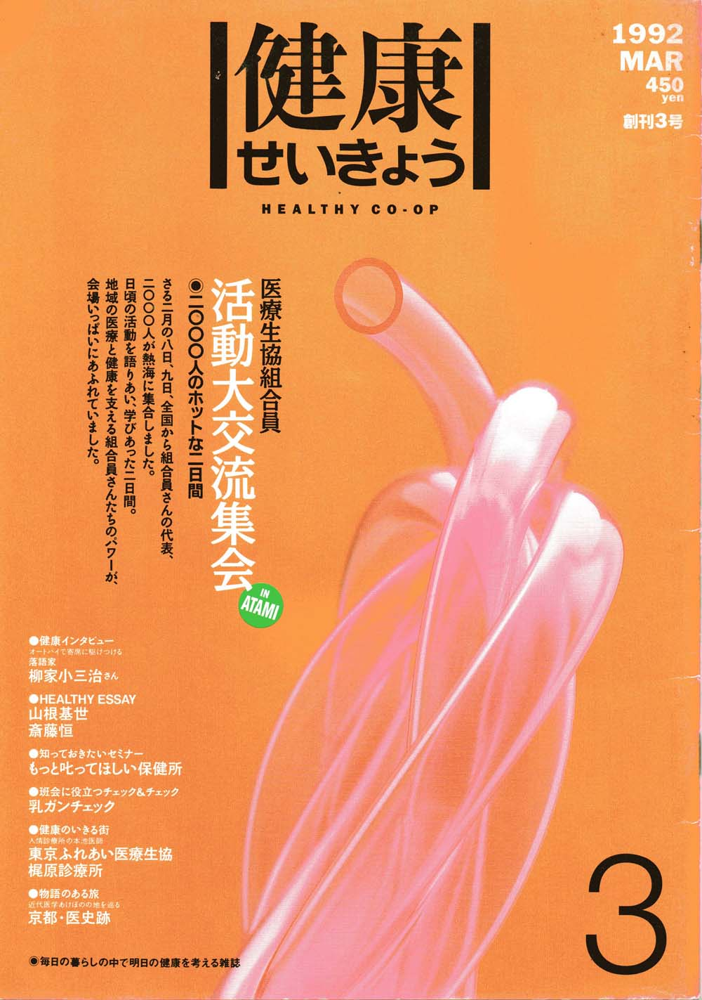 健康
せいきょう
HEALTHY CO-OP
1992
MAR
450
yen
創刊3号
医療生協組合員
活動大交流集会
IN
ATAMI
◉二〇〇〇人のホットな二日間
さる二月の八日、九日、全国から組合員さんの代表、
二〇〇〇人が熱海に集合しました。
日頃の活動を語りあい、学びあった二日間。
地域の医療と健康を支える組合員さんたちのパワーが、
会場いっぱいにあふれていました。
●健康インタビュー
オートバイで寄席に駆けつける
落語家
柳家小三治さん
●HEALTHY ESSAY
山根基世
斎藤恒
●知っておきたいセミナー
もっと叱ってほしい保健所
●班会に役立つチェック&チェック
乳ガンチェック
●健康のいきる街
人情診療所の本池医師
東京ふれあい医療生協
梶原診療所
●物語のある旅
近代医学あけぼのの地を巡る
京都・医史跡
◉毎日の暮らしの中で明日の健康を考える雑誌
3